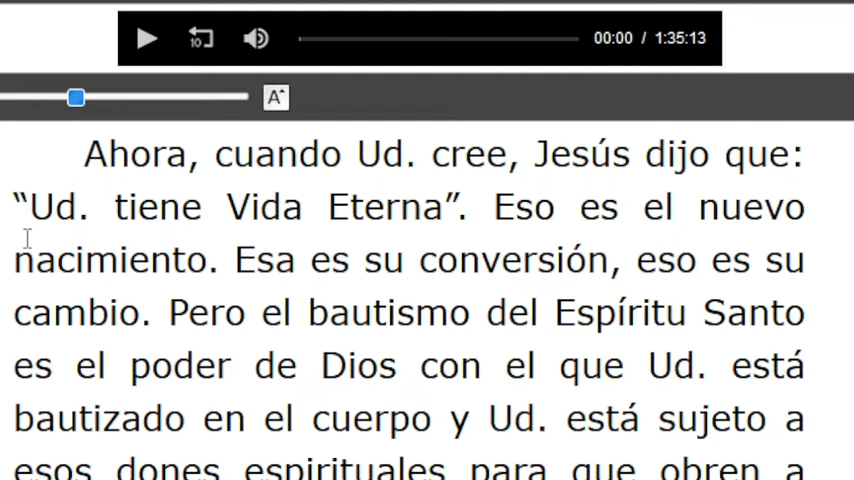 10
00:00 / 1:35:13
A+
Ahora, cuando Ud. cree, Jesús dijo que:
“Ud. tiene Vida Eterna”. Eso es el nuevo
nacimiento. Esa es su conversión, eso es su
cambio. Pero el bautismo del Espíritu Santo
es el poder de Dios con el que Ud. está
bautizado en el cuerpo y Ud. está sujeto a
esos dones espirituales para que obren a